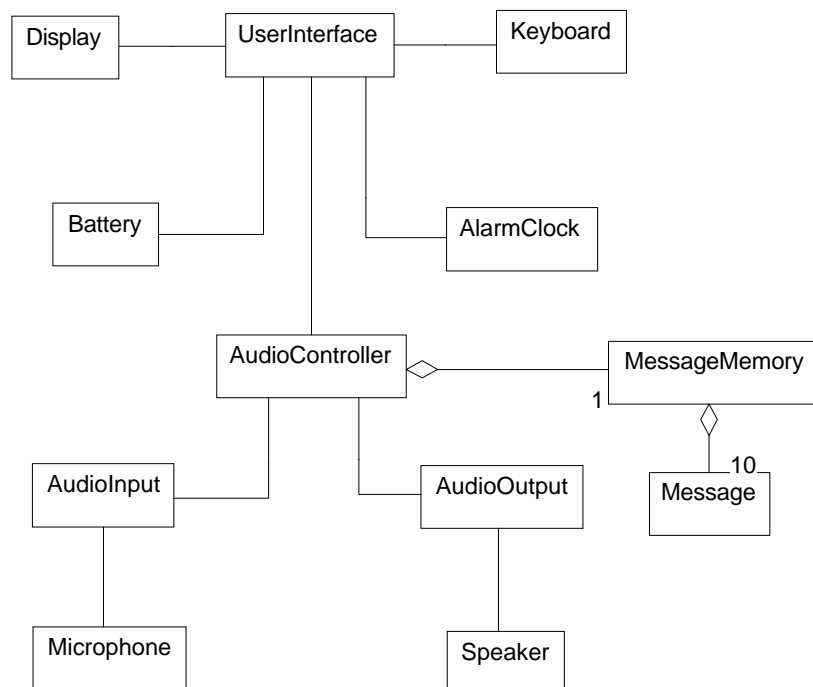 Display
UserInterface
Keyboard
Battery
AlarmClock
AudioController
MessageMemory
1
AudioInput
AudioOutput
10
Message
Microphone
Speaker